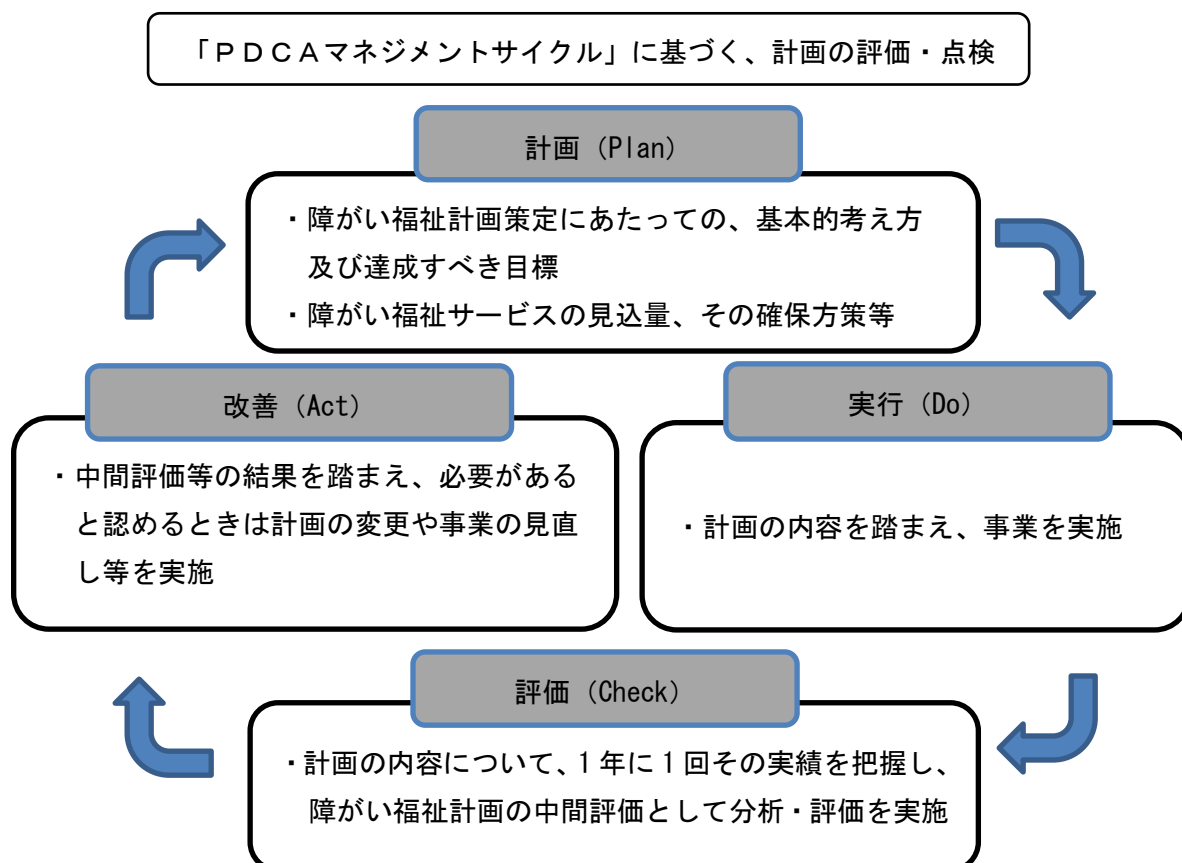 「ＰＤＣＡマネジメントサイクル」に基づく、計画の評価・点検
計画（Plan）
・障がい福祉計画策定にあたっての、基本的考え方
及び達成すべき目標
・障がい福祉サービスの見込量、その確保方策等
改善（Act）
・中間評価等の結果を踏まえ、必要がある
と認めるときは計画の変更や事業の見直
し等を実施
実行（Do）
・計画の内容を踏まえ、事業を実施
評価（Check）
・計画の内容について、1年に1回その実績を把握し、
障がい福祉計画の中間評価として分析・評価を実施